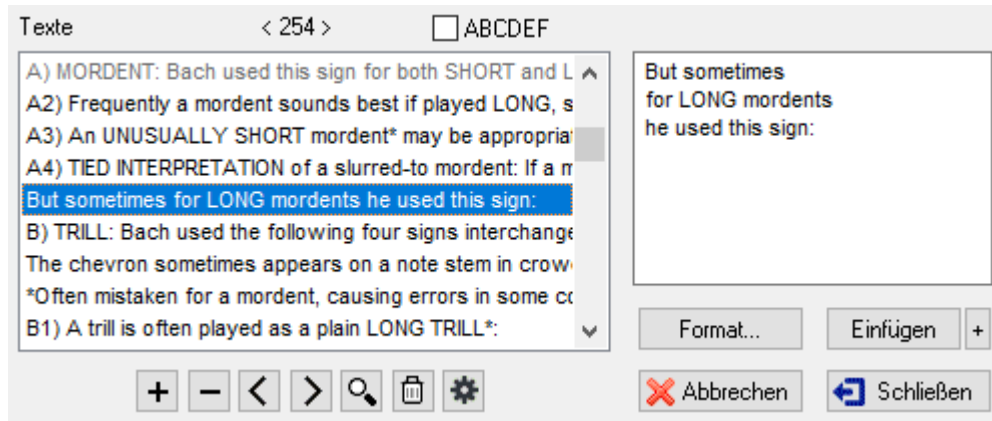 Texte < 254 > ABCDEF
A) MORDENT: Bach used this sign for both SHORT and L
A2) Frequently a mordent sounds best if played LONG, s
A3) An UNUSUALLY SHORT mordent* may be appropriat
A4) TIED INTERPRETATION of a slurred-to mordent: If a m
But sometimes for LONG mordents he used this sign:
B) TRILL: Bach used the following four signs interchange
The chevron sometimes appears on a note stem in crow
*Often mistaken for a mordent, causing errors in some co
B1) A trill is often played as a plain LONG TRILL*:
But sometimes
for LONG mordents
he used this sign:
Format... Einfügen +
Abbrechen Schließen